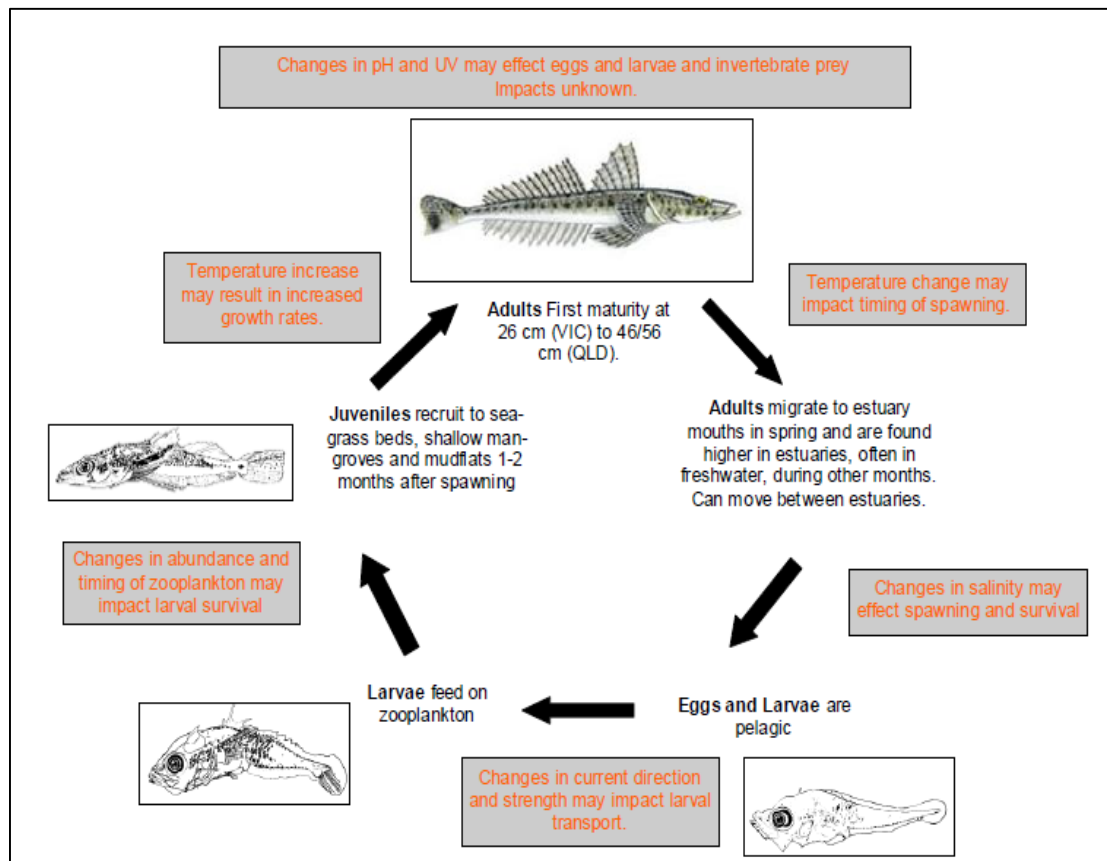 Changes in pH and UV may effect eggs and larvae and invertebrate prey
Impacts unknown.
Temperature increase
may result in increased
growth rates.
Adults First maturity at
26 cm (VIC) to 46/56
cm (QLD).
Temperature change may
impact timing of spawning.
Juveniles recruit to sea-
grass beds, shallow man-
groves and mudflats 1-2
months after spawning
Adults migrate to estuary
mouths in spring and are found
higher in estuaries, often in
freshwater, during other months.
Can move between estuaries.
Changes in abundance and
timing of zooplankton may
impact larval survival
Changes in salinity may
effect spawning and survival
Larvae feed on
zooplankton
Eggs and Larvae are
pelagic
Changes in current direction
and strength may impact larval
transport.